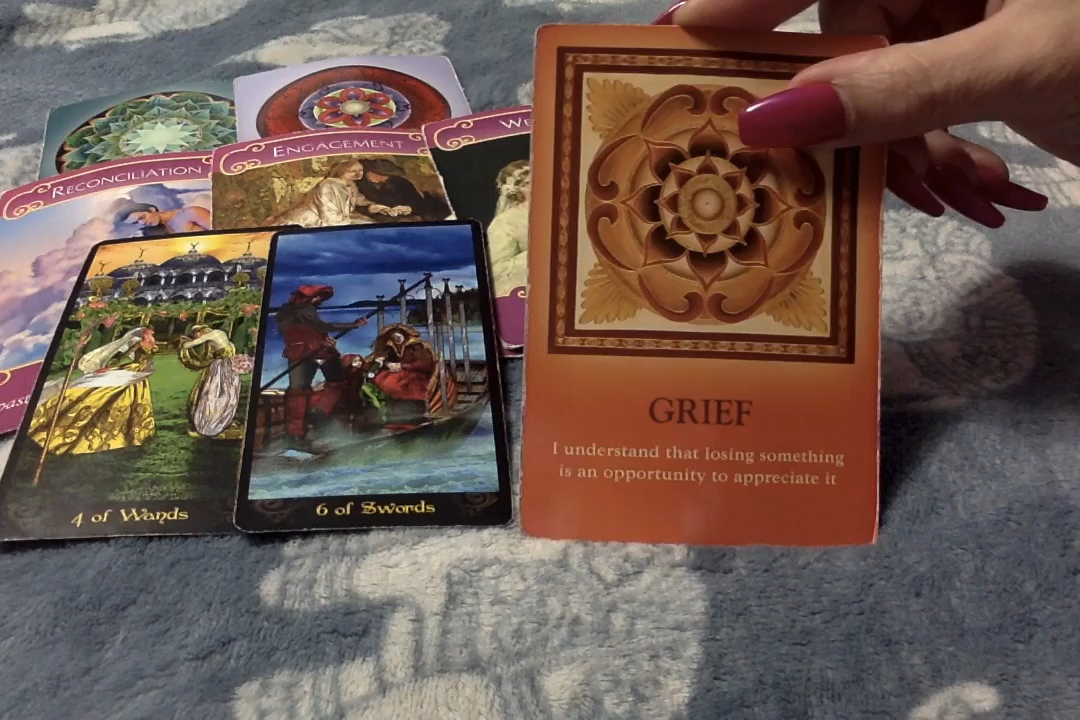 RECONCILIATION
ENGAGEMENT
4 of Wands
6 of Swords
GRIEF
I understand that losing something
is an opportunity to appreciate it